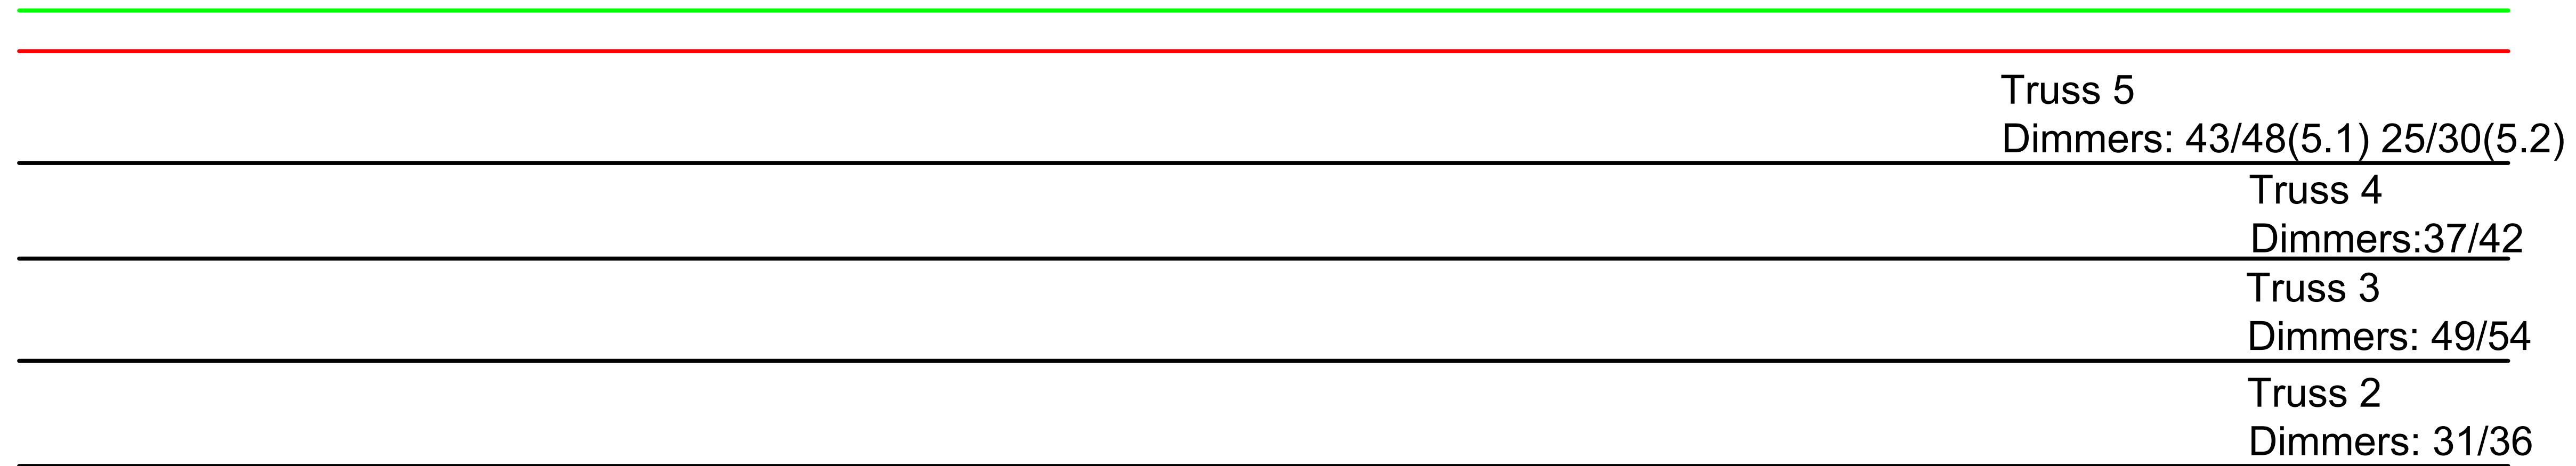 Truss 5
Dimmers: 43/48(5.1) 25/30(5.2)
Truss 4
Dimmers:37/42
Truss 3
Dimmers: 49/54
Truss 2
Dimmers: 31/36